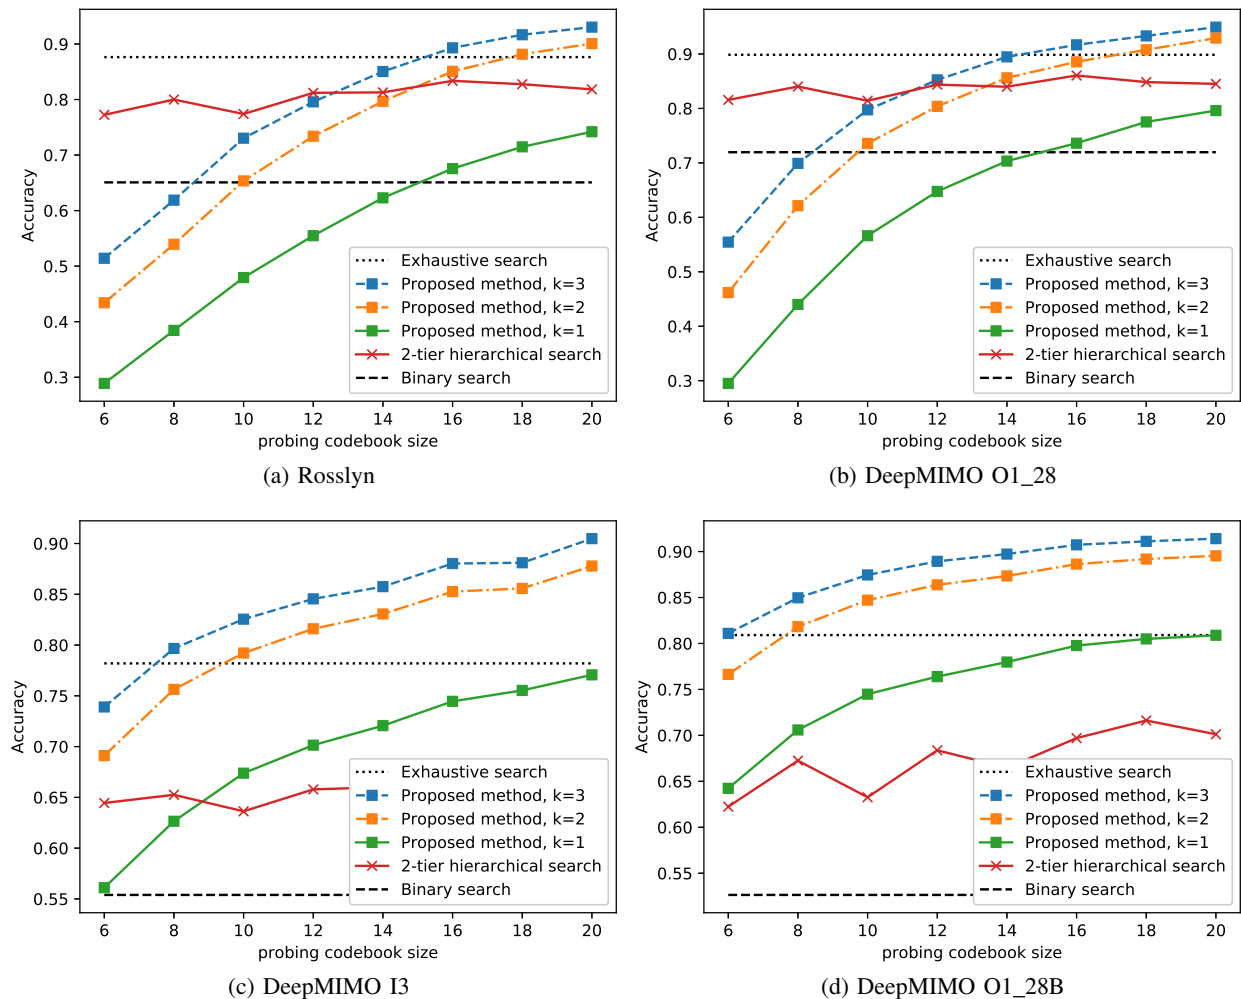 0.9
0.8
0.7
0.6
0.5
0.4
0.3
Accuracy
Exhaustive search
Proposed method, k=3
Proposed method, k=2
Proposed method, k=1
2-tier hierarchical search
Binary search
6 8 10 12 14 16 18 20
probing codebook size
(a) Rosslyn
0.9
0.8
0.7
0.6
0.5
0.4
0.3
Accuracy
Exhaustive search
Proposed method, k=3
Proposed method, k=2
Proposed method, k=1
2-tier hierarchical search
Binary search
6 8 10 12 14 16 18 20
probing codebook size
(b) DeepMIMO O1_28
0.90
0.85
0.80
0.75
0.70
0.65
0.60
0.55
Accuracy
Exhaustive search
Proposed method, k=3
Proposed method, k=2
Proposed method, k=1
2-tier hierarchical search
Binary search
6 8 10 12 14 16 18 20
probing codebook size
(c) DeepMIMO I3
0.90
0.85
0.80
0.75
0.70
0.65
0.60
0.55
Accuracy
Exhaustive search
Proposed method, k=3
Proposed method, k=2
Proposed method, k=1
2-tier hierarchical search
Binary search
6 8 10 12 14 16 18 20
probing codebook size
(d) DeepMIMO O1_28B